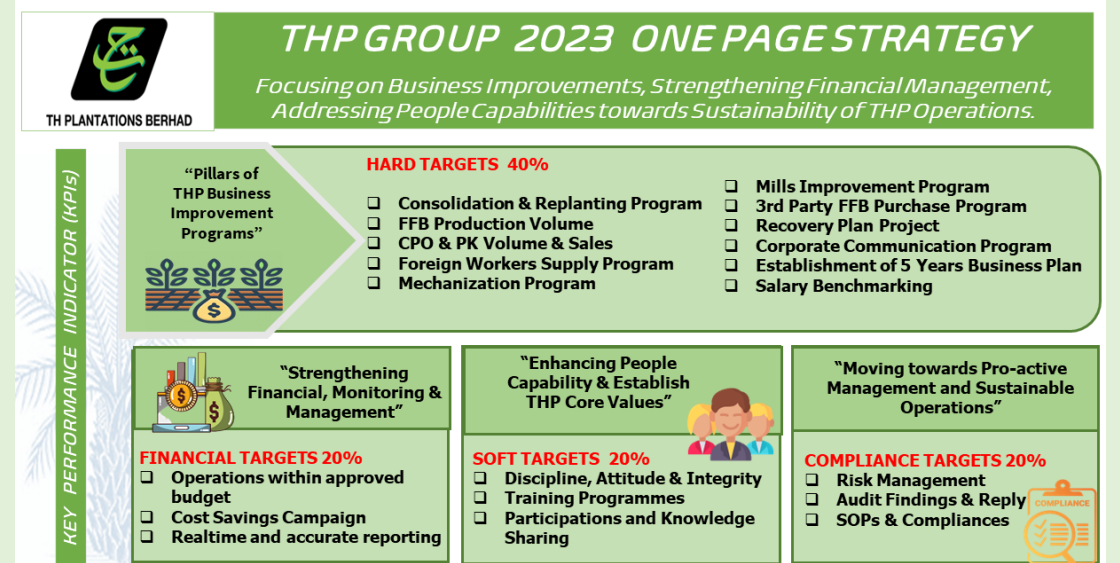 TH PLANTATIONS BERHAD
THP GROUP 2023 ONE PAGE STRATEGY
Focusing on Business Improvements, Strengthening Financial Management,
Addressing People Capabilities towards Sustainability of THP Operations.
KEY PERFORMANCE INDICATOR (KPIs)
“Pillars of
THP Business
Improvement
Programs”
HARD TARGETS 40%
❑ Consolidation & Replanting Program
❑ FFB Production Volume
❑ CPO & PK Volume & Sales
❑ Foreign Workers Supply Program
❑ Mechanization Program
❑ Mills Improvement Program
❑ 3rd Party FFB Purchase Program
❑ Recovery Plan Project
❑ Corporate Communication Program
❑ Establishment of 5 Years Business Plan
❑ Salary Benchmarking
“Strengthening
Financial, Monitoring &
Management”
FINANCIAL TARGETS 20%
❑ Operations within approved
budget
❑ Cost Savings Campaign
❑ Realtime and accurate reporting
“Enhancing People
Capability & Establish
THP Core Values”
SOFT TARGETS 20%
❑ Discipline, Attitude & Integrity
❑ Training Programmes
❑ Participations and Knowledge
Sharing
“Moving towards Pro-active
Management and Sustainable
Operations”
COMPLIANCE TARGETS 20%
❑ Risk Management
❑ Audit Findings & Reply
❑ SOPs & Compliances
COMPLIANCE